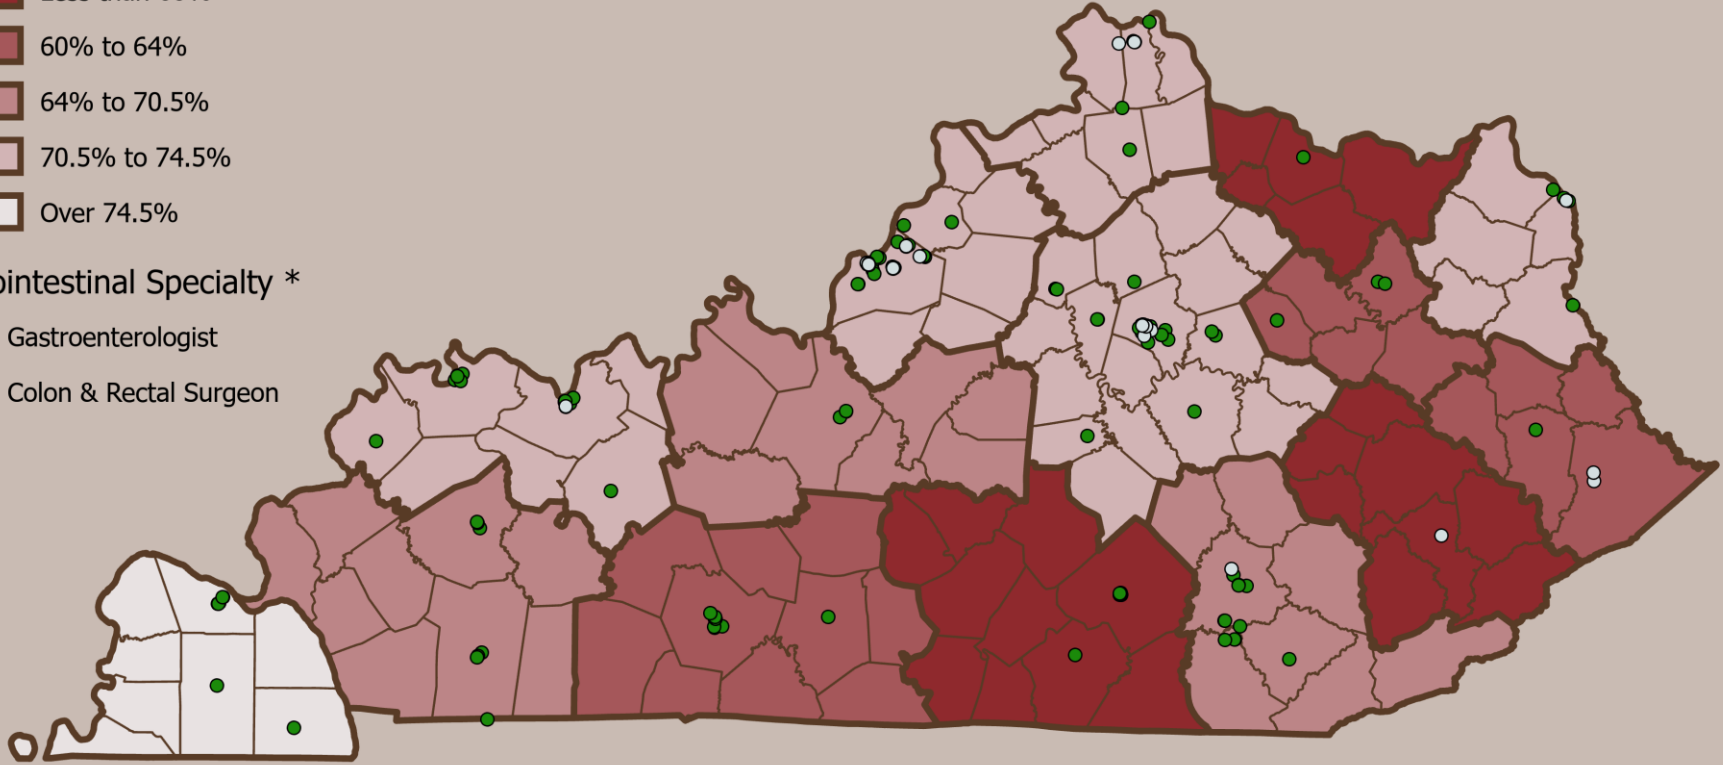 60% to 64%
64% to 70.5%
70.5% to 74.5%
Over 74.5%
ointestinal Specialty *
Gastroenterologist
Colon & Rectal Surgeon